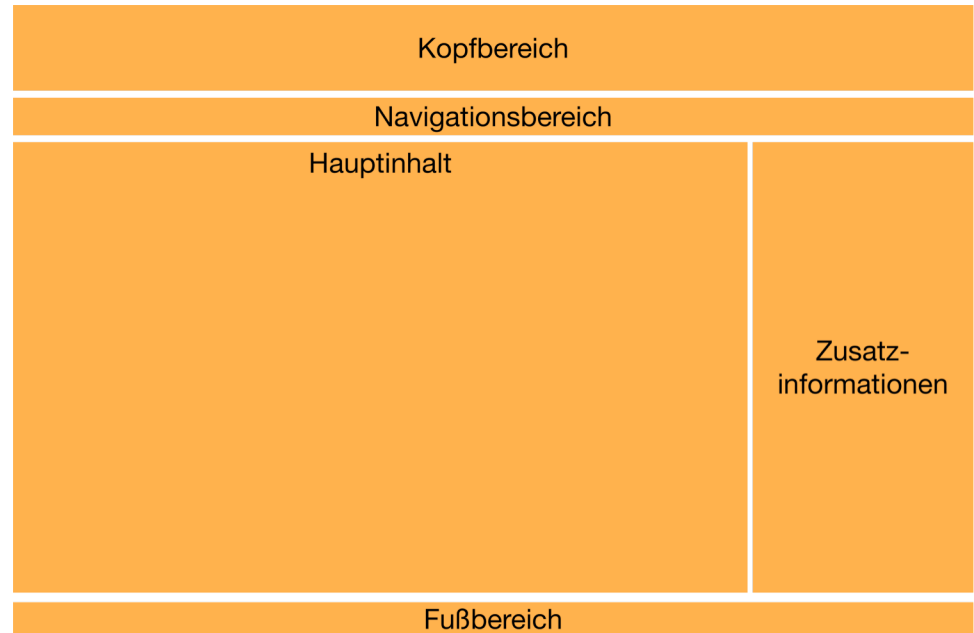 Kopfbereich
Navigationsbereich
Hauptinhalt
Zusatz-
informationen
Fußbereich